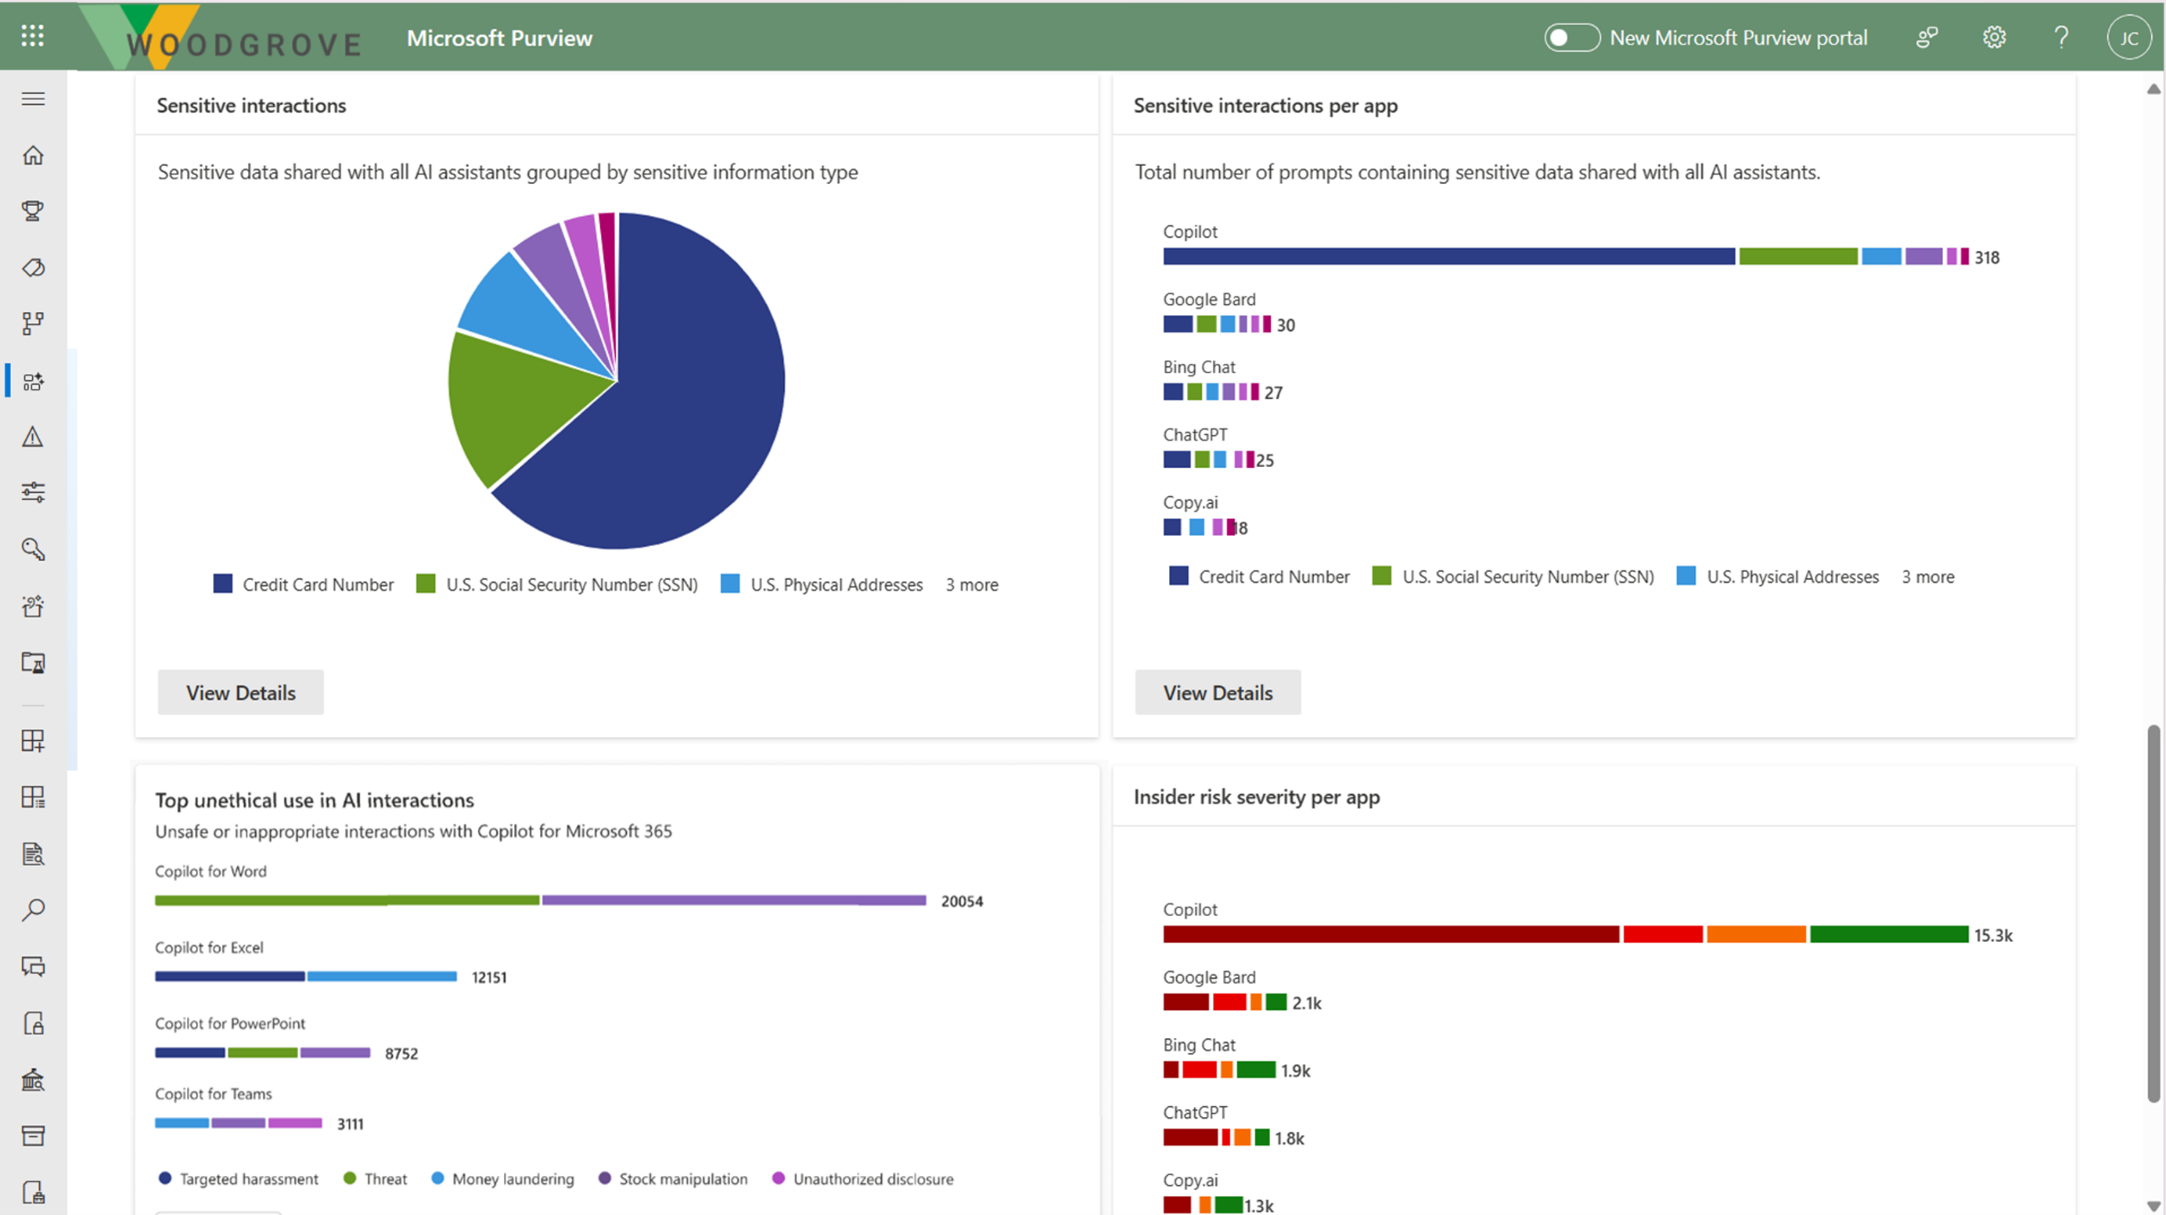 WOODGROVE
Microsoft Purview
New Microsoft Purview portal
JC
Sensitive interactions
Sensitive data shared with all AI assistants grouped by sensitive information type
Credit Card Number
U.S. Social Security Number (SSN)
U.S. Physical Addresses
3 more
View Details
Sensitive interactions per app
Total number of prompts containing sensitive data shared with all AI assistants.
Copilot
318
Google Bard
30
Bing Chat
27
ChatGPT
25
Copy.ai
18
Credit Card Number
U.S. Social Security Number (SSN)
U.S. Physical Addresses
3 more
View Details
Top unethical use in AI interactions
Unsafe or inappropriate interactions with Copilot for Microsoft 365
Copilot for Word
20054
Copilot for Excel
12151
Copilot for PowerPoint
8752
Copilot for Teams
3111
Targeted harassment
Threat
Money laundering
Stock manipulation
Unauthorized disclosure
Insider risk severity per app
Copilot
15.3k
Google Bard
2.1k
Bing Chat
1.9k
ChatGPT
1.8k
Copy.ai
1.3k